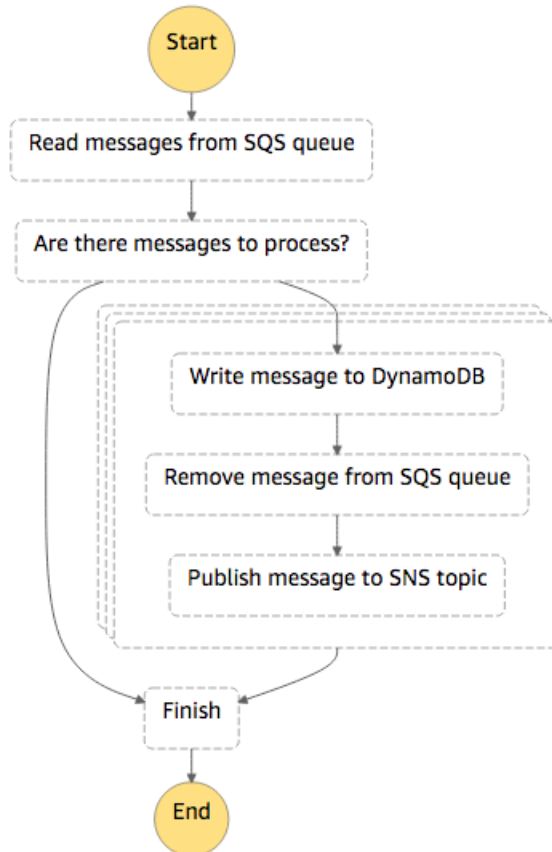 Start
Read messages from SQS queue
Are there messages to process?
Write message to DynamoDB
Remove message from SQS queue
Publish message to SNS topic
Finish
End